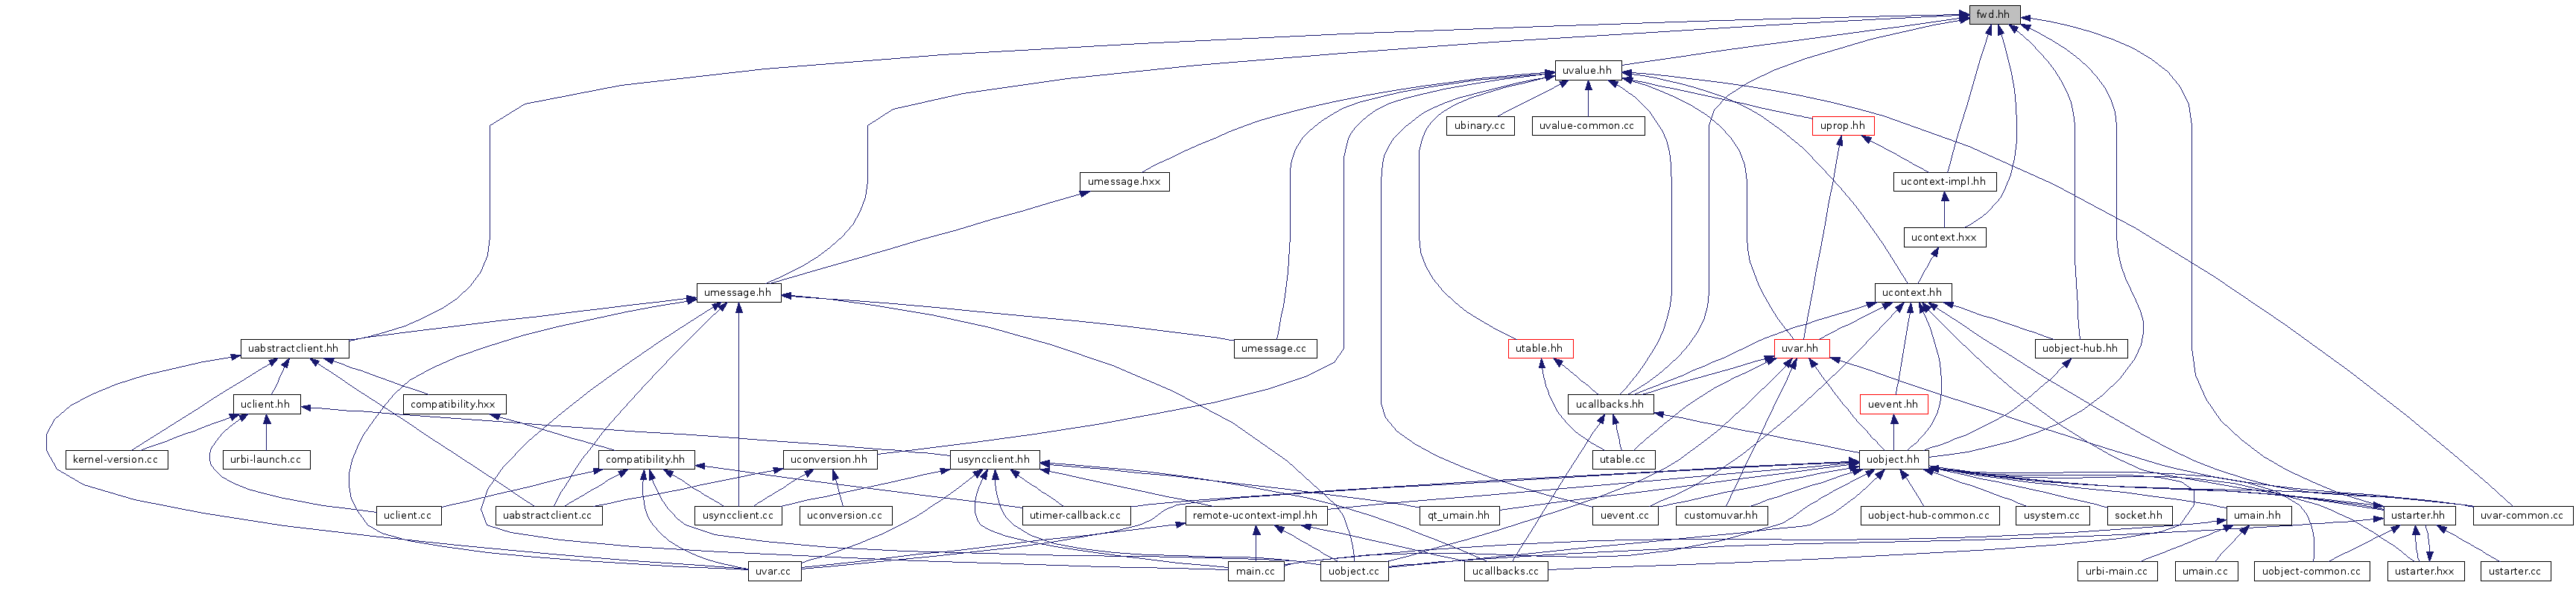 fwd.hh
uvalue.hh
ubinary.cc
uvalue-common.cc
uprop.hh
umessage.hxx
ucontext-impl.hh
ucontext.hxx
umessage.hh
ucontext.hh
uabstractclient.hh
umessage.cc
utable.hh
uvar.hh
uobject-hub.hh
uclient.hh
compatibility.hxx
ucallbacks.hh
uevent.hh
kernel-version.cc
urbi-launch.cc
compatibility.hh
uconversion.hh
usyncclient.hh
utable.cc
uobject.hh
uclient.cc
uabstractclient.cc
usyncclient.cc
uconversion.cc
utimer-callback.cc
remote-ucontext-impl.hh
qt_umain.hh
uevent.cc
customuvar.hh
uobject-hub-common.cc
usystem.cc
socket.hh
umain.hh
ustarter.hh
uvar-common.cc
uvar.cc
main.cc
uobject.cc
ucallbacks.cc
urbi-main.cc
umain.cc
uobject-common.cc
ustarter.hxx
ustarter.cc